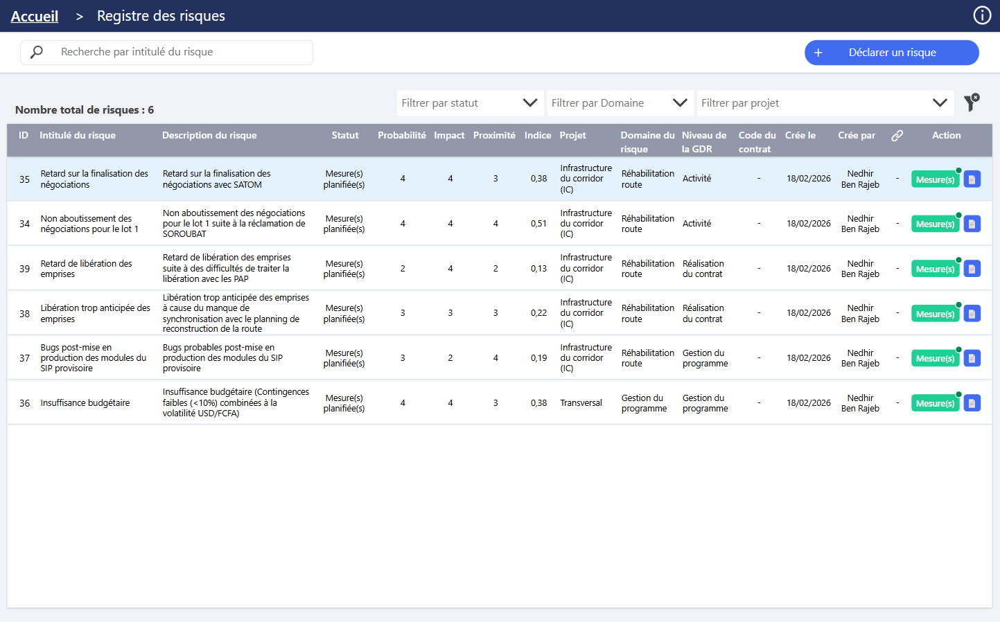 Accueil > Registre des risques
Recherche par intitulé du risque
+ Déclarer un risque
Nombre total de risques : 6
Filtrer par statut
Filtrer par Domaine
Filtrer par projet
ID Intitulé du risque Description du risque Statut Probabilité Impact Proximité Indice Projet Domaine du risque Niveau de la GDR Code du contrat Crée le Crée par Action
35 Retard sur la finalisation des négociations Retard sur la finalisation des négociations avec SATOM Mesure(s) planifiée(s) 4 4 3 0,38 Infrastructure du corridor (IC) Réhabilitation route Activité - 18/02/2026 Nedhir Ben Rajeb - Mesure(s)
34 Non aboutissement des négociations pour le lot 1 Non aboutissement des négociations pour le lot 1 suite à la réclamation de SOROUBAT Mesure(s) planifiée(s) 4 4 4 0,51 Infrastructure du corridor (IC) Réhabilitation route Activité - 18/02/2026 Nedhir Ben Rajeb - Mesure(s)
39 Retard de libération des emprises Retard de libération des emprises suite à des difficultés de traiter la libération avec les PAP Mesure(s) planifiée(s) 2 4 2 0,13 Infrastructure du corridor (IC) Réhabilitation route Réalisation du contrat - 18/02/2026 Nedhir Ben Rajeb - Mesure(s)
38 Libération trop anticipée des emprises Libération trop anticipée des emprises à cause du manque de synchronisation avec le planning de reconstruction de la route Mesure(s) planifiée(s) 3 3 3 0,22 Infrastructure du corridor (IC) Réhabilitation route Réalisation du contrat - 18/02/2026 Nedhir Ben Rajeb - Mesure(s)
37 Bugs post-mise en production des modules du SIP provisoire Bugs probables post-mise en production des modules du SIP provisoire Mesure(s) planifiée(s) 3 2 4 0,19 Infrastructure du corridor (IC) Réhabilitation route Gestion du programme - 18/02/2026 Nedhir Ben Rajeb - Mesure(s)
36 Insuffisance budgétaire Insuffisance budgétaire (Contingences faibles (<10%) combinées à la volatilité USD/FCFA) Mesure(s) planifiée(s) 4 4 3 0,38 Transversal Gestion du programme Gestion du programme - 18/02/2026 Nedhir Ben Rajeb - Mesure(s)